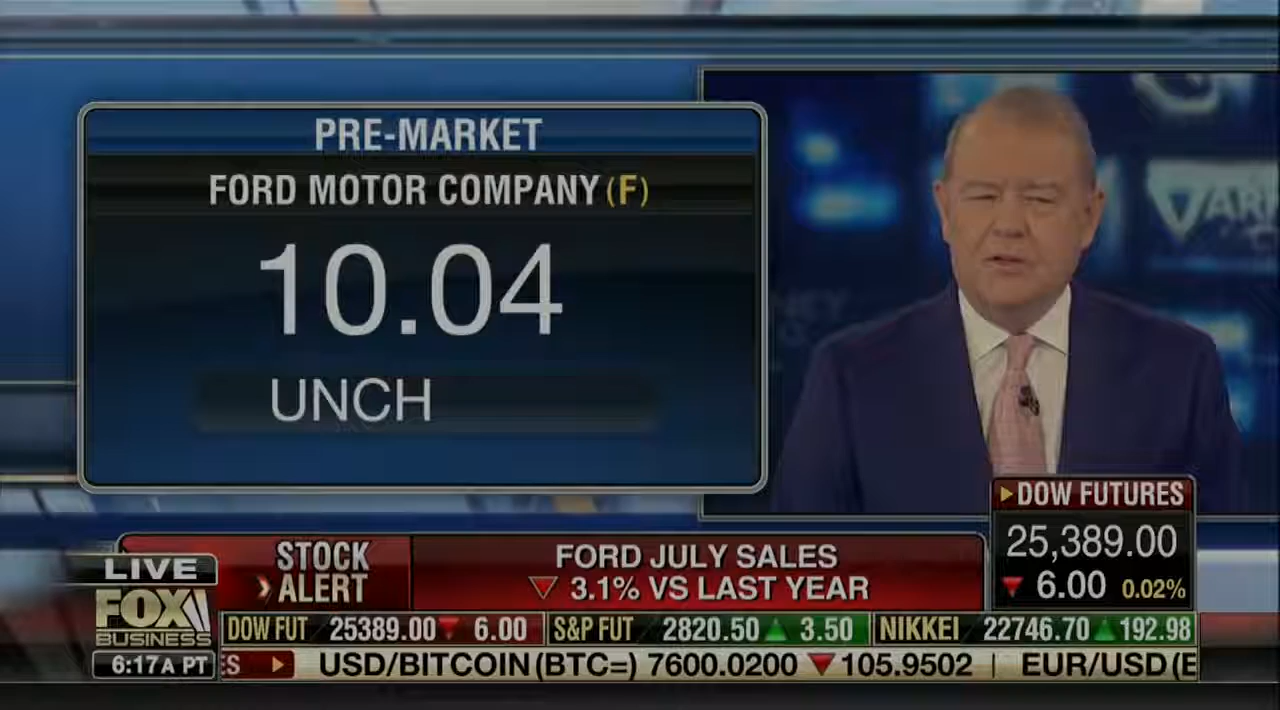 PRE-MARKET
FORD MOTOR COMPANY (F)
10.04
UNCH
DOW FUTURES
25,389.00
6.00 0.02%
STOCK ALERT
FORD JULY SALES
3.1% VS LAST YEAR
LIVE
FOX
BUSINESS
6:17A PT
DOW FUT 25389.00 6.00 S&P FUT 2820.50 3.50 NIKKEI 22746.70 192.98
USD/BITCOIN (BTC=) 7600.0200 105.9502 | EUR/USD (E